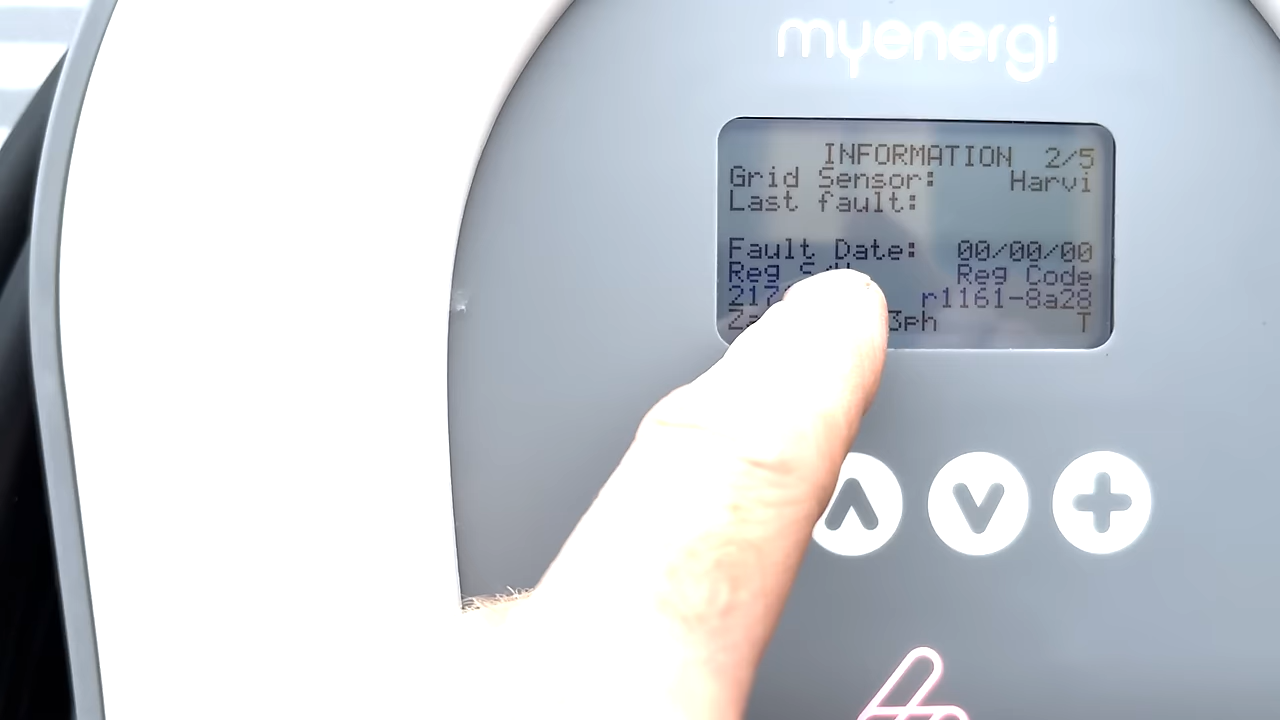 myenergi
INFORMATION 2/5
Grid Sensor: Harvi
Last fault:
Fault Date: 00/00/00
Reg Reg Code
r1161-8a28
3ph T